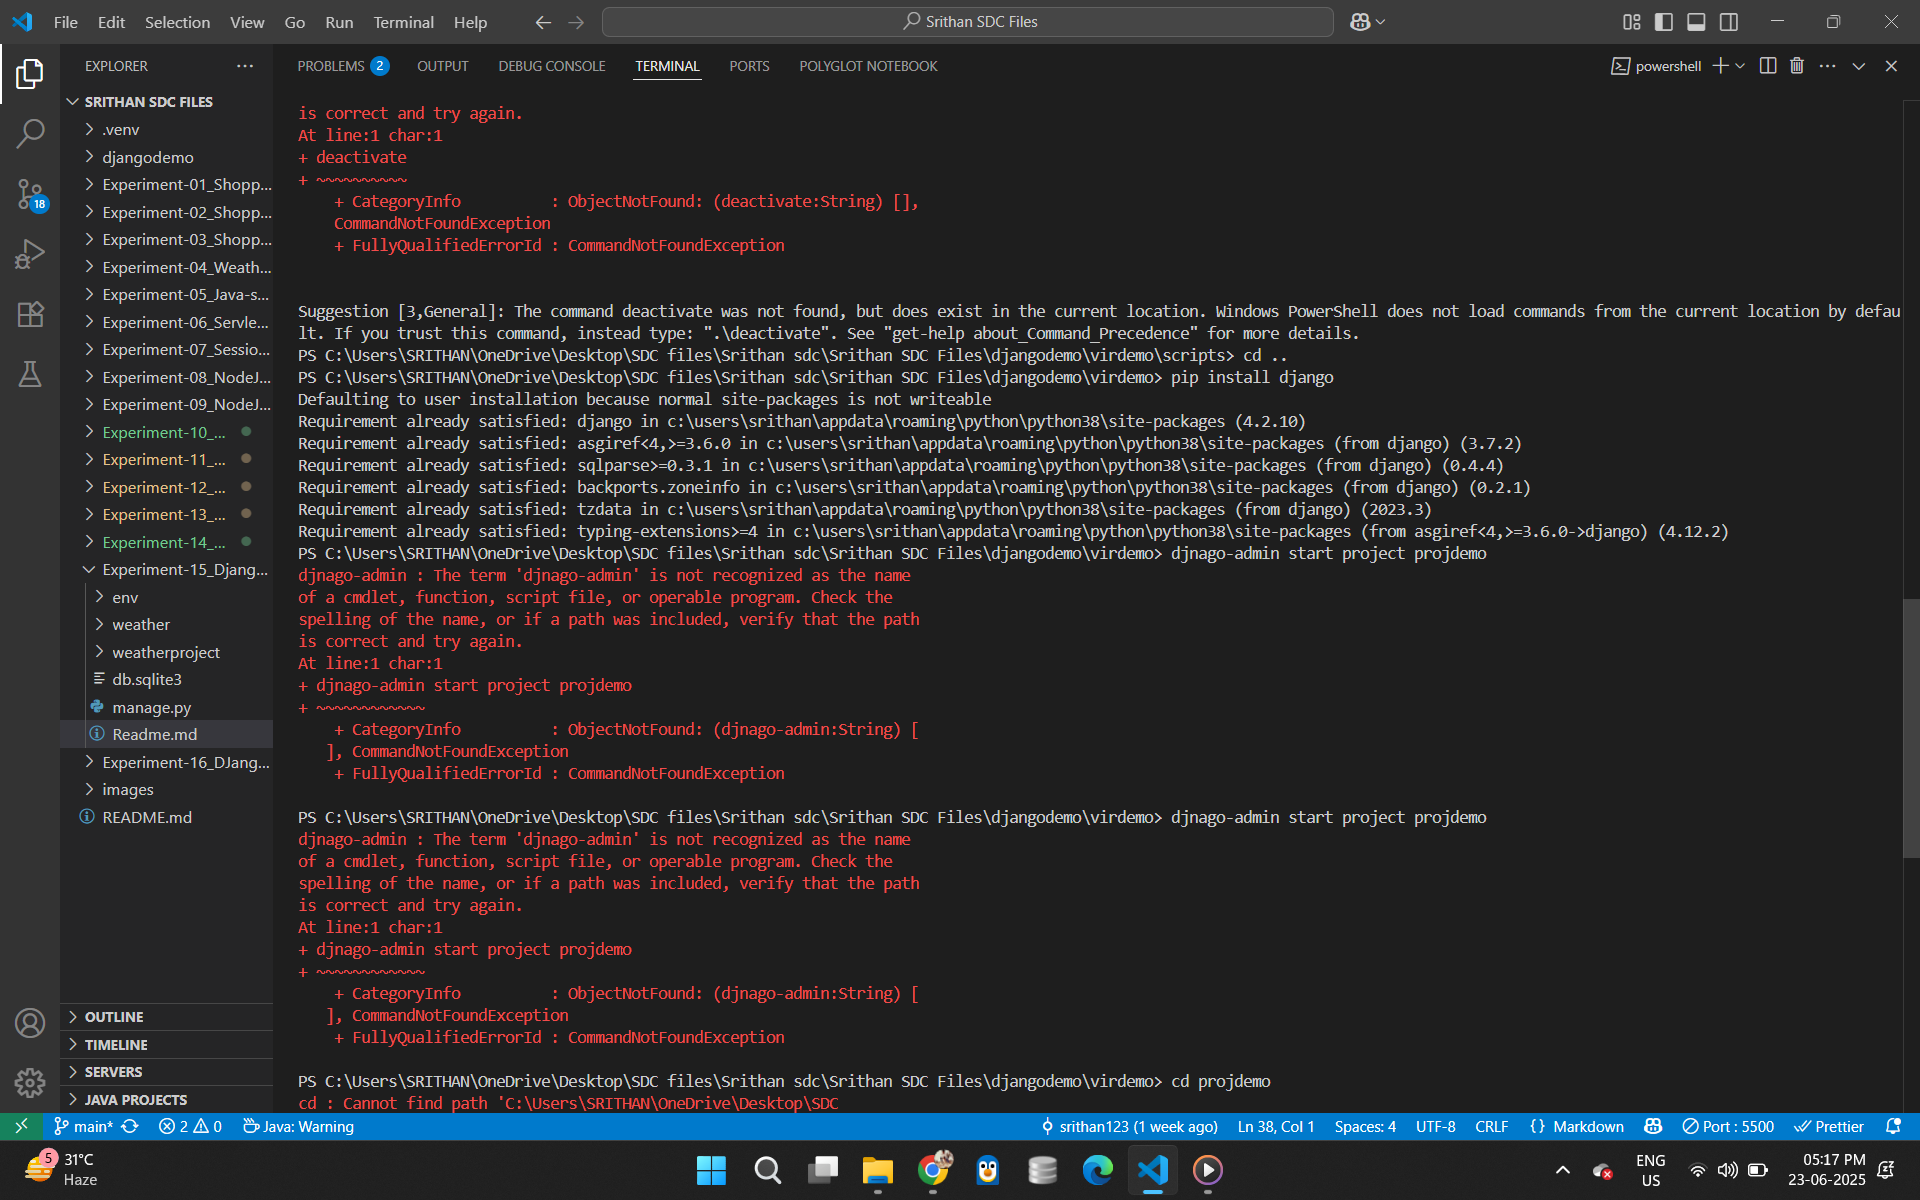 File Edit Selection View Go Run Terminal Help
Srithan SDC Files
EXPLORER
SRITHAN SDC FILES
.venv
djangodemo
Experiment-01_Shopp...
Experiment-02_Shopp...
Experiment-03_Shopp...
Experiment-04_Weath...
Experiment-05_Java-s...
Experiment-06_Servle...
Experiment-07_Sessio...
Experiment-08_NodeJ...
Experiment-09_NodeJ...
Experiment-10_...
Experiment-11_...
Experiment-12_...
Experiment-13_...
Experiment-14_...
Experiment-15_Djang...
env
weather
weatherproject
db.sqlite3
manage.py
Readme.md
Experiment-16_DJang...
images
README.md
OUTLINE
TIMELINE
SERVERS
JAVA PROJECTS
18
PROBLEMS 2 OUTPUT DEBUG CONSOLE TERMINAL PORTS POLYGLOT NOTEBOOK
powershell
is correct and try again.
At line:1 char:1
+ deactivate
+ ~~~~~~~~~~
+ CategoryInfo : ObjectNotFound: (deactivate:String) [],
CommandNotFoundException
+ FullyQualifiedErrorId : CommandNotFoundException
Suggestion [3,General]: The command deactivate was not found, but does exist in the current location. Windows PowerShell does not load commands from the current location by defau
lt. If you trust this command, instead type: ".\deactivate". See "get-help about_Command_Precedence" for more details.
PS C:\Users\SRITHAN\OneDrive\Desktop\SDC files\Srithan sdc\Srithan SDC Files\djangodemo\virdemo\scripts> cd ..
PS C:\Users\SRITHAN\OneDrive\Desktop\SDC files\Srithan sdc\Srithan SDC Files\djangodemo\virdemo> pip install django
Defaulting to user installation because normal site-packages is not writeable
Requirement already satisfied: django in c:\users\srithan\appdata\roaming\python\python38\site-packages (4.2.10)
Requirement already satisfied: asgiref<4,>=3.6.0 in c:\users\srithan\appdata\roaming\python\python38\site-packages (from django) (3.7.2)
Requirement already satisfied: sqlparse>=0.3.1 in c:\users\srithan\appdata\roaming\python\python38\site-packages (from django) (0.4.4)
Requirement already satisfied: backports.zoneinfo in c:\users\srithan\appdata\roaming\python\python38\site-packages (from django) (0.2.1)
Requirement already satisfied: tzdata in c:\users\srithan\appdata\roaming\python\python38\site-packages (from django) (2023.3)
Requirement already satisfied: typing-extensions>=4 in c:\users\srithan\appdata\roaming\python\python38\site-packages (from asgiref<4,>=3.6.0->django) (4.12.2)
PS C:\Users\SRITHAN\OneDrive\Desktop\SDC files\Srithan sdc\Srithan SDC Files\djangodemo\virdemo> djnago-admin start project projdemo
djnago-admin : The term 'djnago-admin' is not recognized as the name
of a cmdlet, function, script file, or operable program. Check the
spelling of the name, or if a path was included, verify that the path
is correct and try again.
At line:1 char:1
+ djnago-admin start project projdemo
+ ~~~~~~~~~~~~
+ CategoryInfo : ObjectNotFound: (djnago-admin:String) [
], CommandNotFoundException
+ FullyQualifiedErrorId : CommandNotFoundException
PS C:\Users\SRITHAN\OneDrive\Desktop\SDC files\Srithan sdc\Srithan SDC Files\djangodemo\virdemo> djnago-admin start project projdemo
djnago-admin : The term 'djnago-admin' is not recognized as the name
of a cmdlet, function, script file, or operable program. Check the
spelling of the name, or if a path was included, verify that the path
is correct and try again.
At line:1 char:1
+ djnago-admin start project projdemo
+ ~~~~~~~~~~~~
+ CategoryInfo : ObjectNotFound: (djnago-admin:String) [
], CommandNotFoundException
+ FullyQualifiedErrorId : CommandNotFoundException
PS C:\Users\SRITHAN\OneDrive\Desktop\SDC files\Srithan sdc\Srithan SDC Files\djangodemo\virdemo> cd projdemo
cd : Cannot find path 'C:\Users\SRITHAN\OneDrive\Desktop\SDC
main* 2 0 Java: Warning srithan123 (1 week ago) Ln 38, Col 1 Spaces: 4 UTF-8 CRLF {} Markdown Port : 5500 Prettier
5 31°C
Haze
ENG
US
05:17 PM
23-06-2025